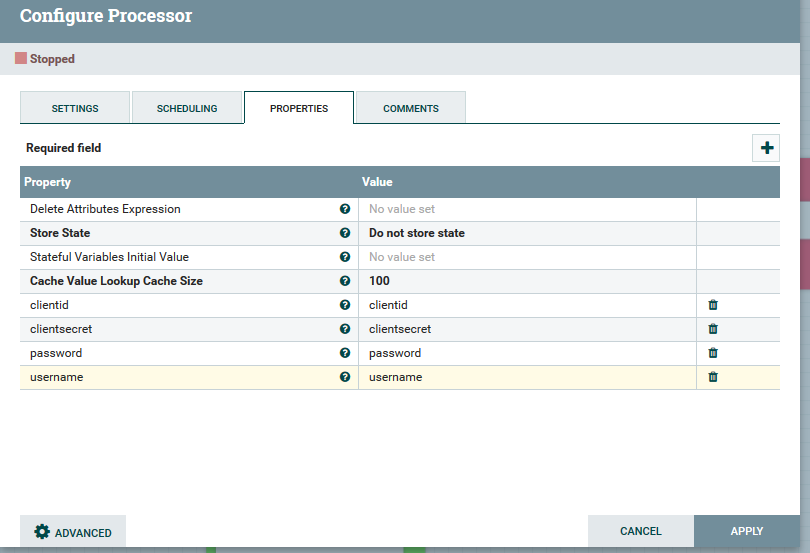 Configure Processor
Stopped
SETTINGS SCHEDULING PROPERTIES COMMENTS
Required field
Property Value
Delete Attributes Expression No value set
Store State Do not store state
Stateful Variables Initial Value No value set
Cache Value Lookup Cache Size 100
clientid clientid
clientsecret clientsecret
password password
username username
ADVANCED CANCEL APPLY